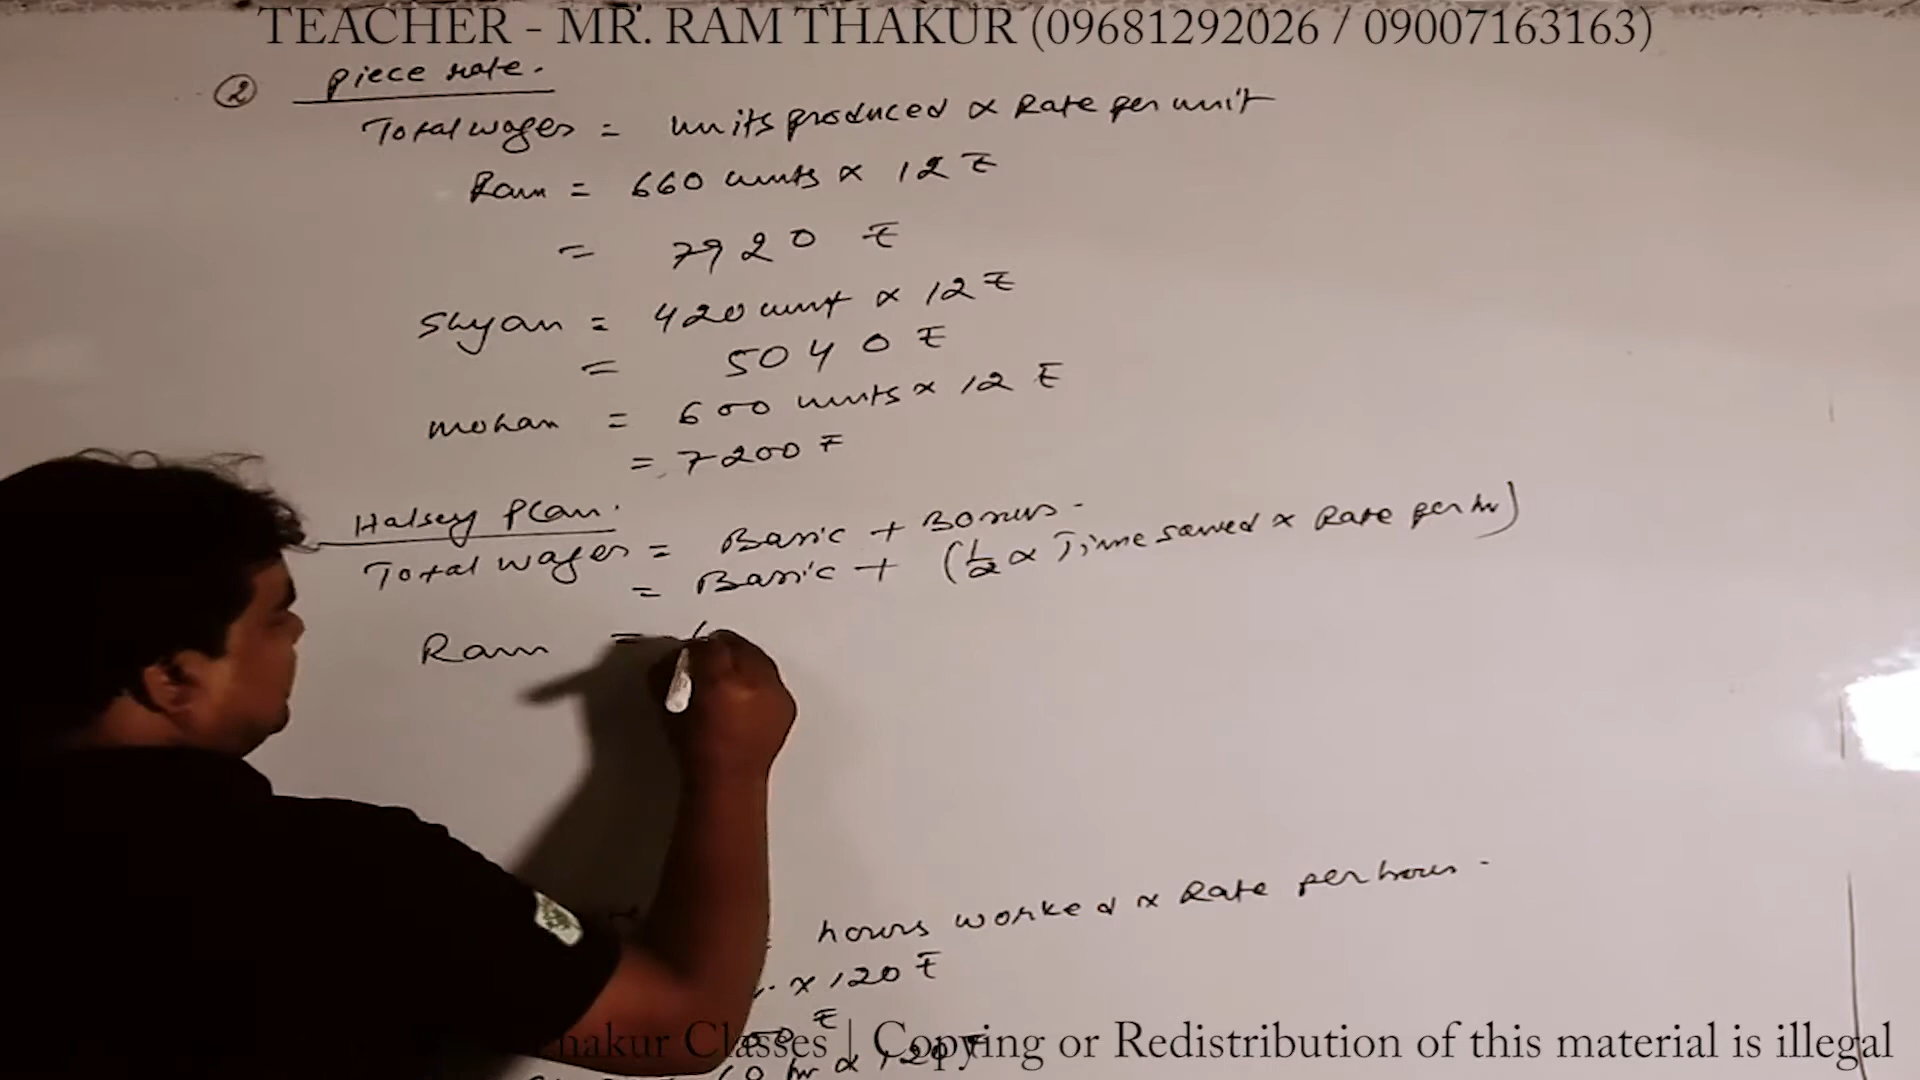 TEACHER - MR. RAM THAKUR (09681292026 / 09007163163)
② piece rate.
Total wages = units produced × Rate per unit
Ram = 660 units × 12 ₹
= 7920 ₹
Shyam = 420 unit × 12 ₹
= 5040 ₹
mohan = 600 units × 12 ₹
= 7200 ₹
Halsey Plan.
Total wages = Basic + Bonus.
= Basic + (1/2 × Time saved × Rate per hr)
Ram =
hours worked × Rate per hour.
× 120 ₹
hakur Classes | Copying or Redistribution of this material is illegal
hr × 120 ₹